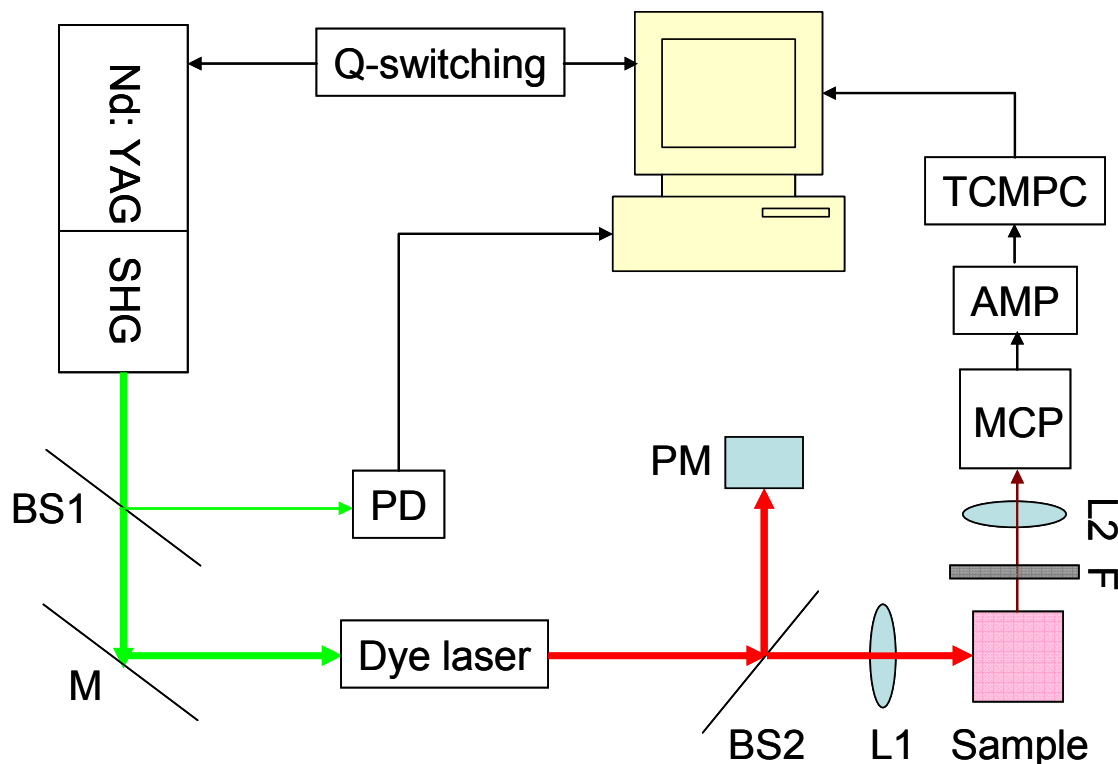 Nd: YAG
SHG
Q-switching
TCMPC
AMP
MCP
PM
BS1
PD
L2
F
M
Dye laser
BS2
L1
Sample